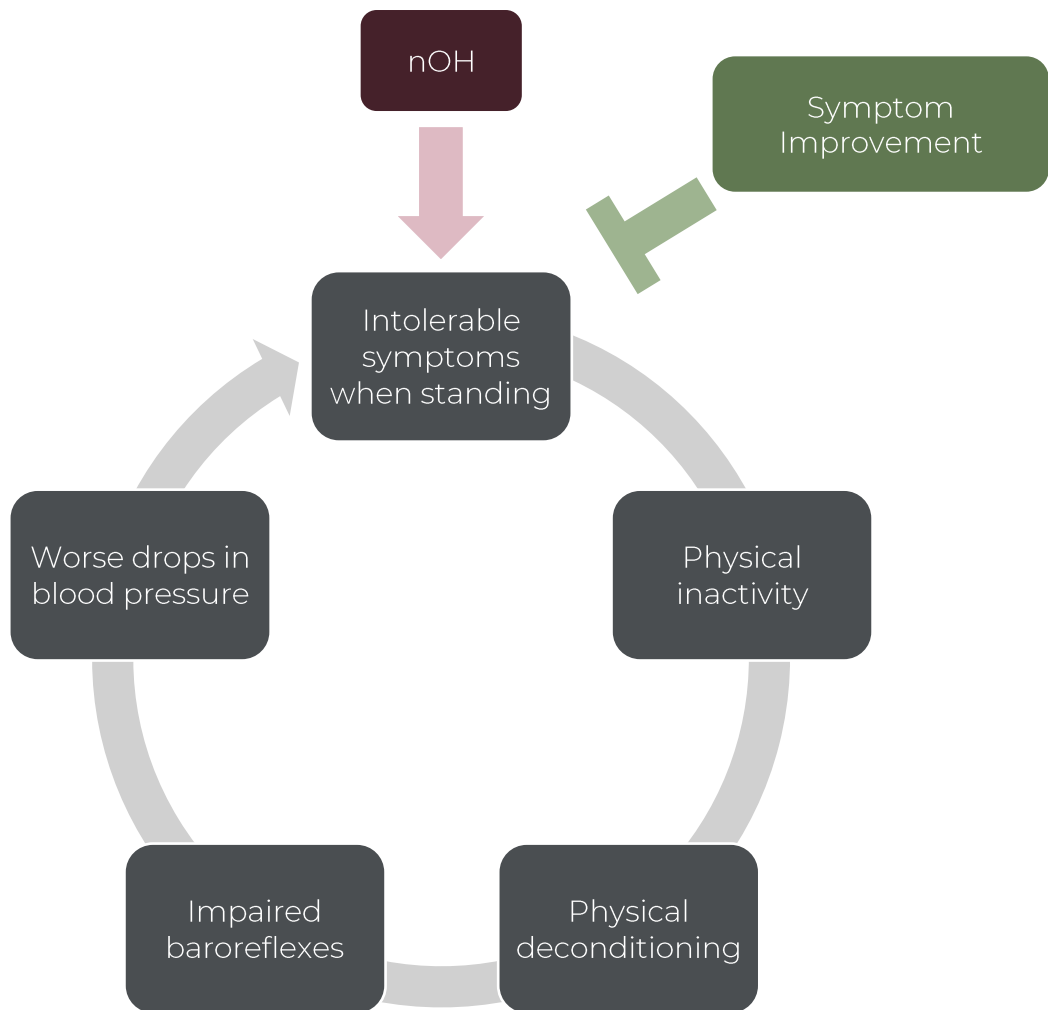 nOH
Symptom
Improvement
Intolerable
symptoms
when standing
Physical
inactivity
Physical
deconditioning
Impaired
baroreflexes
Worse drops in
blood pressure